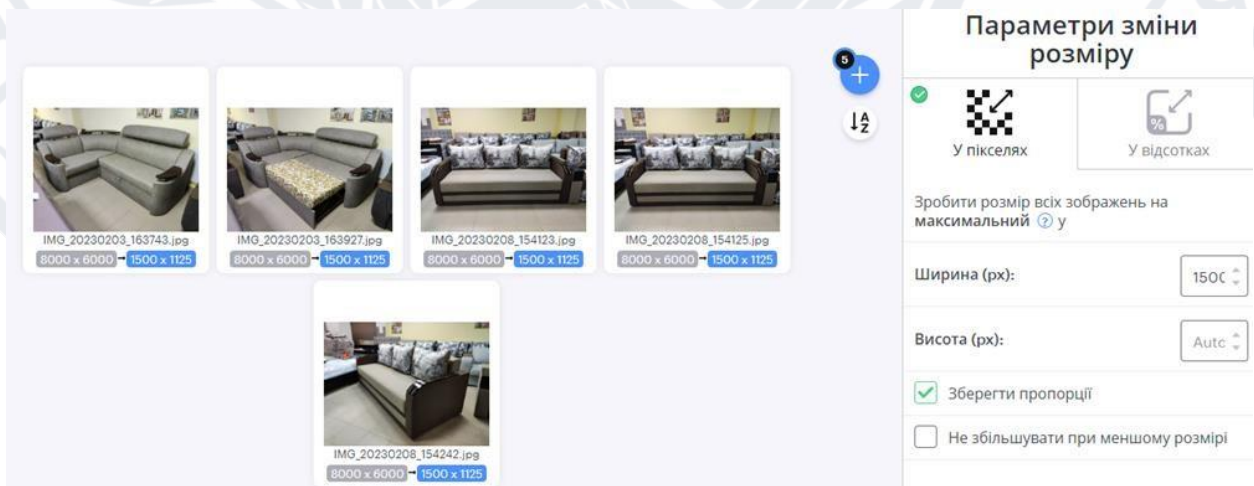 Параметри зміни
розміру
5
У пікселях
У відсотках
Зробити розмір всіх зображень на
максимальний ? у
Ширина (px):
1500
Висота (px):
Auto
Зберегти пропорції
Не збільшувати при меншому розмірі
IMG_20230203_163743.jpg
8000 x 6000 → 1500 x 1125
IMG_20230203_163927.jpg
8000 x 6000 → 1500 x 1125
IMG_20230208_154123.jpg
8000 x 6000 → 1500 x 1125
IMG_20230208_154125.jpg
8000 x 6000 → 1500 x 1125
IMG_20230208_154242.jpg
8000 x 6000 → 1500 x 1125